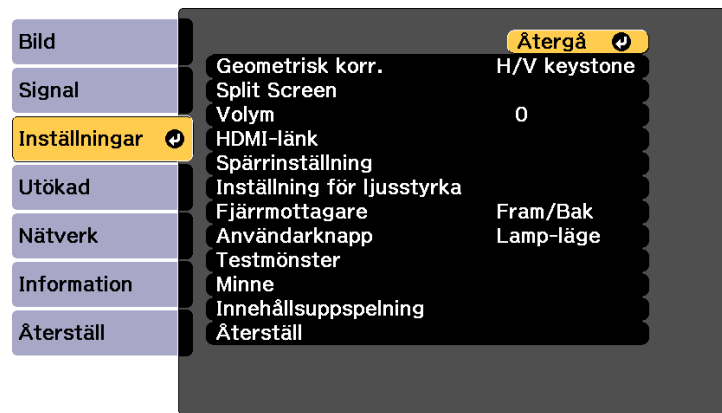 Bild
Signal
Inställningar
Utökad
Nätverk
Information
Återställ
Återgå
Geometrisk korr. H/V keystone
Split Screen
Volym 0
HDMI-länk
Spärrinställning
Inställning för ljusstyrka
Fjärrmottagare Fram/Bak
Användarknapp Lamp-läge
Testmönster
Minne
Innehållsuppspelning
Återställ